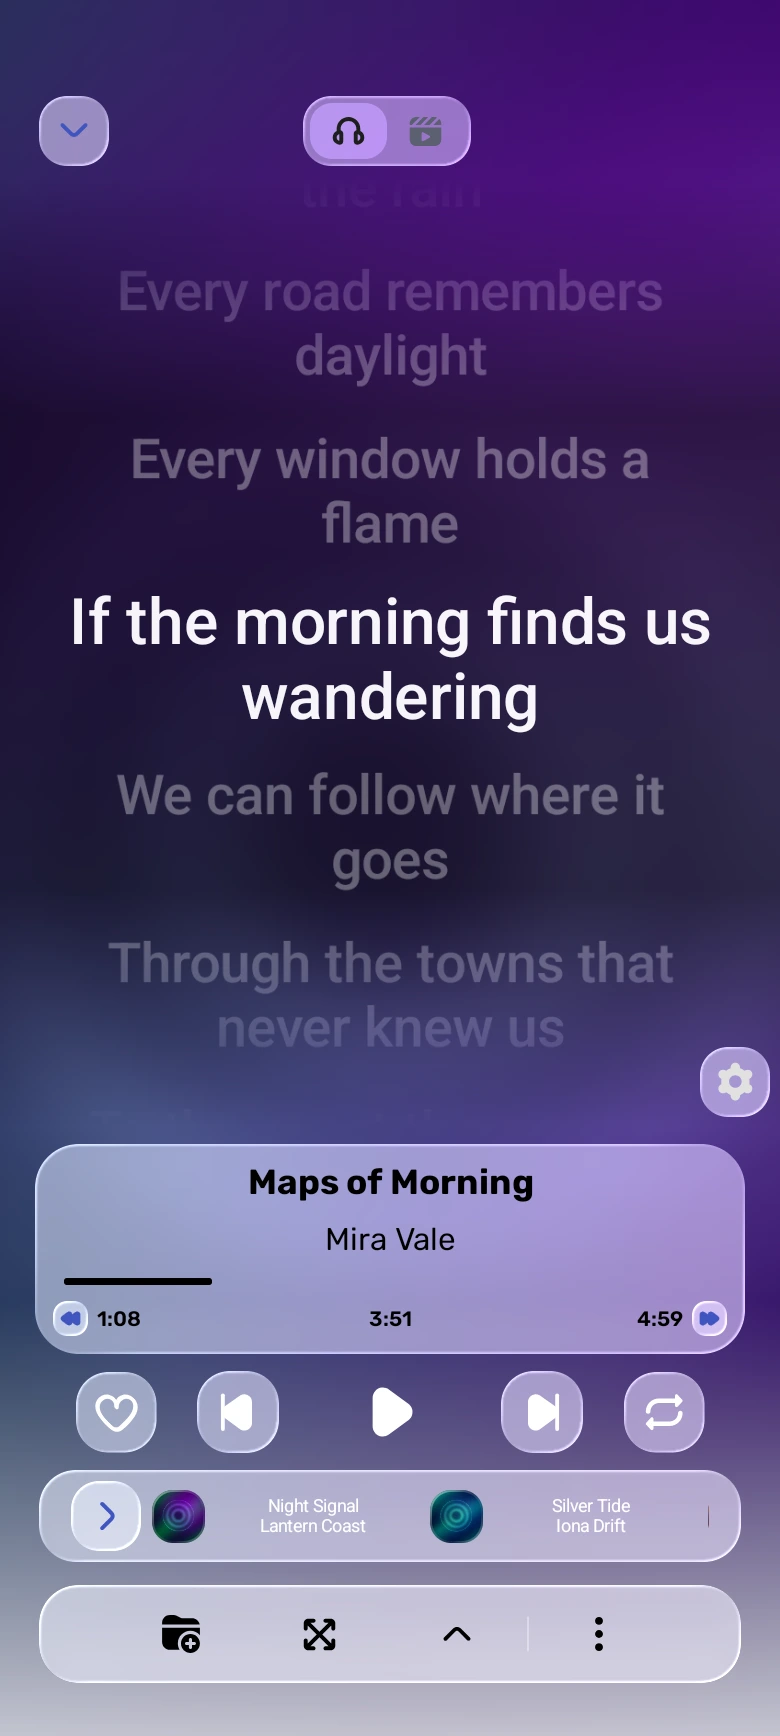 the rain
Every road remembers
daylight
Every window holds a
flame
If the morning finds us
wandering
We can follow where it
goes
Through the towns that
never knew us
Maps of Morning
Mira Vale
1:08 3:51 4:59
Night Signal
Lantern Coast
Silver Tide
Iona Drift